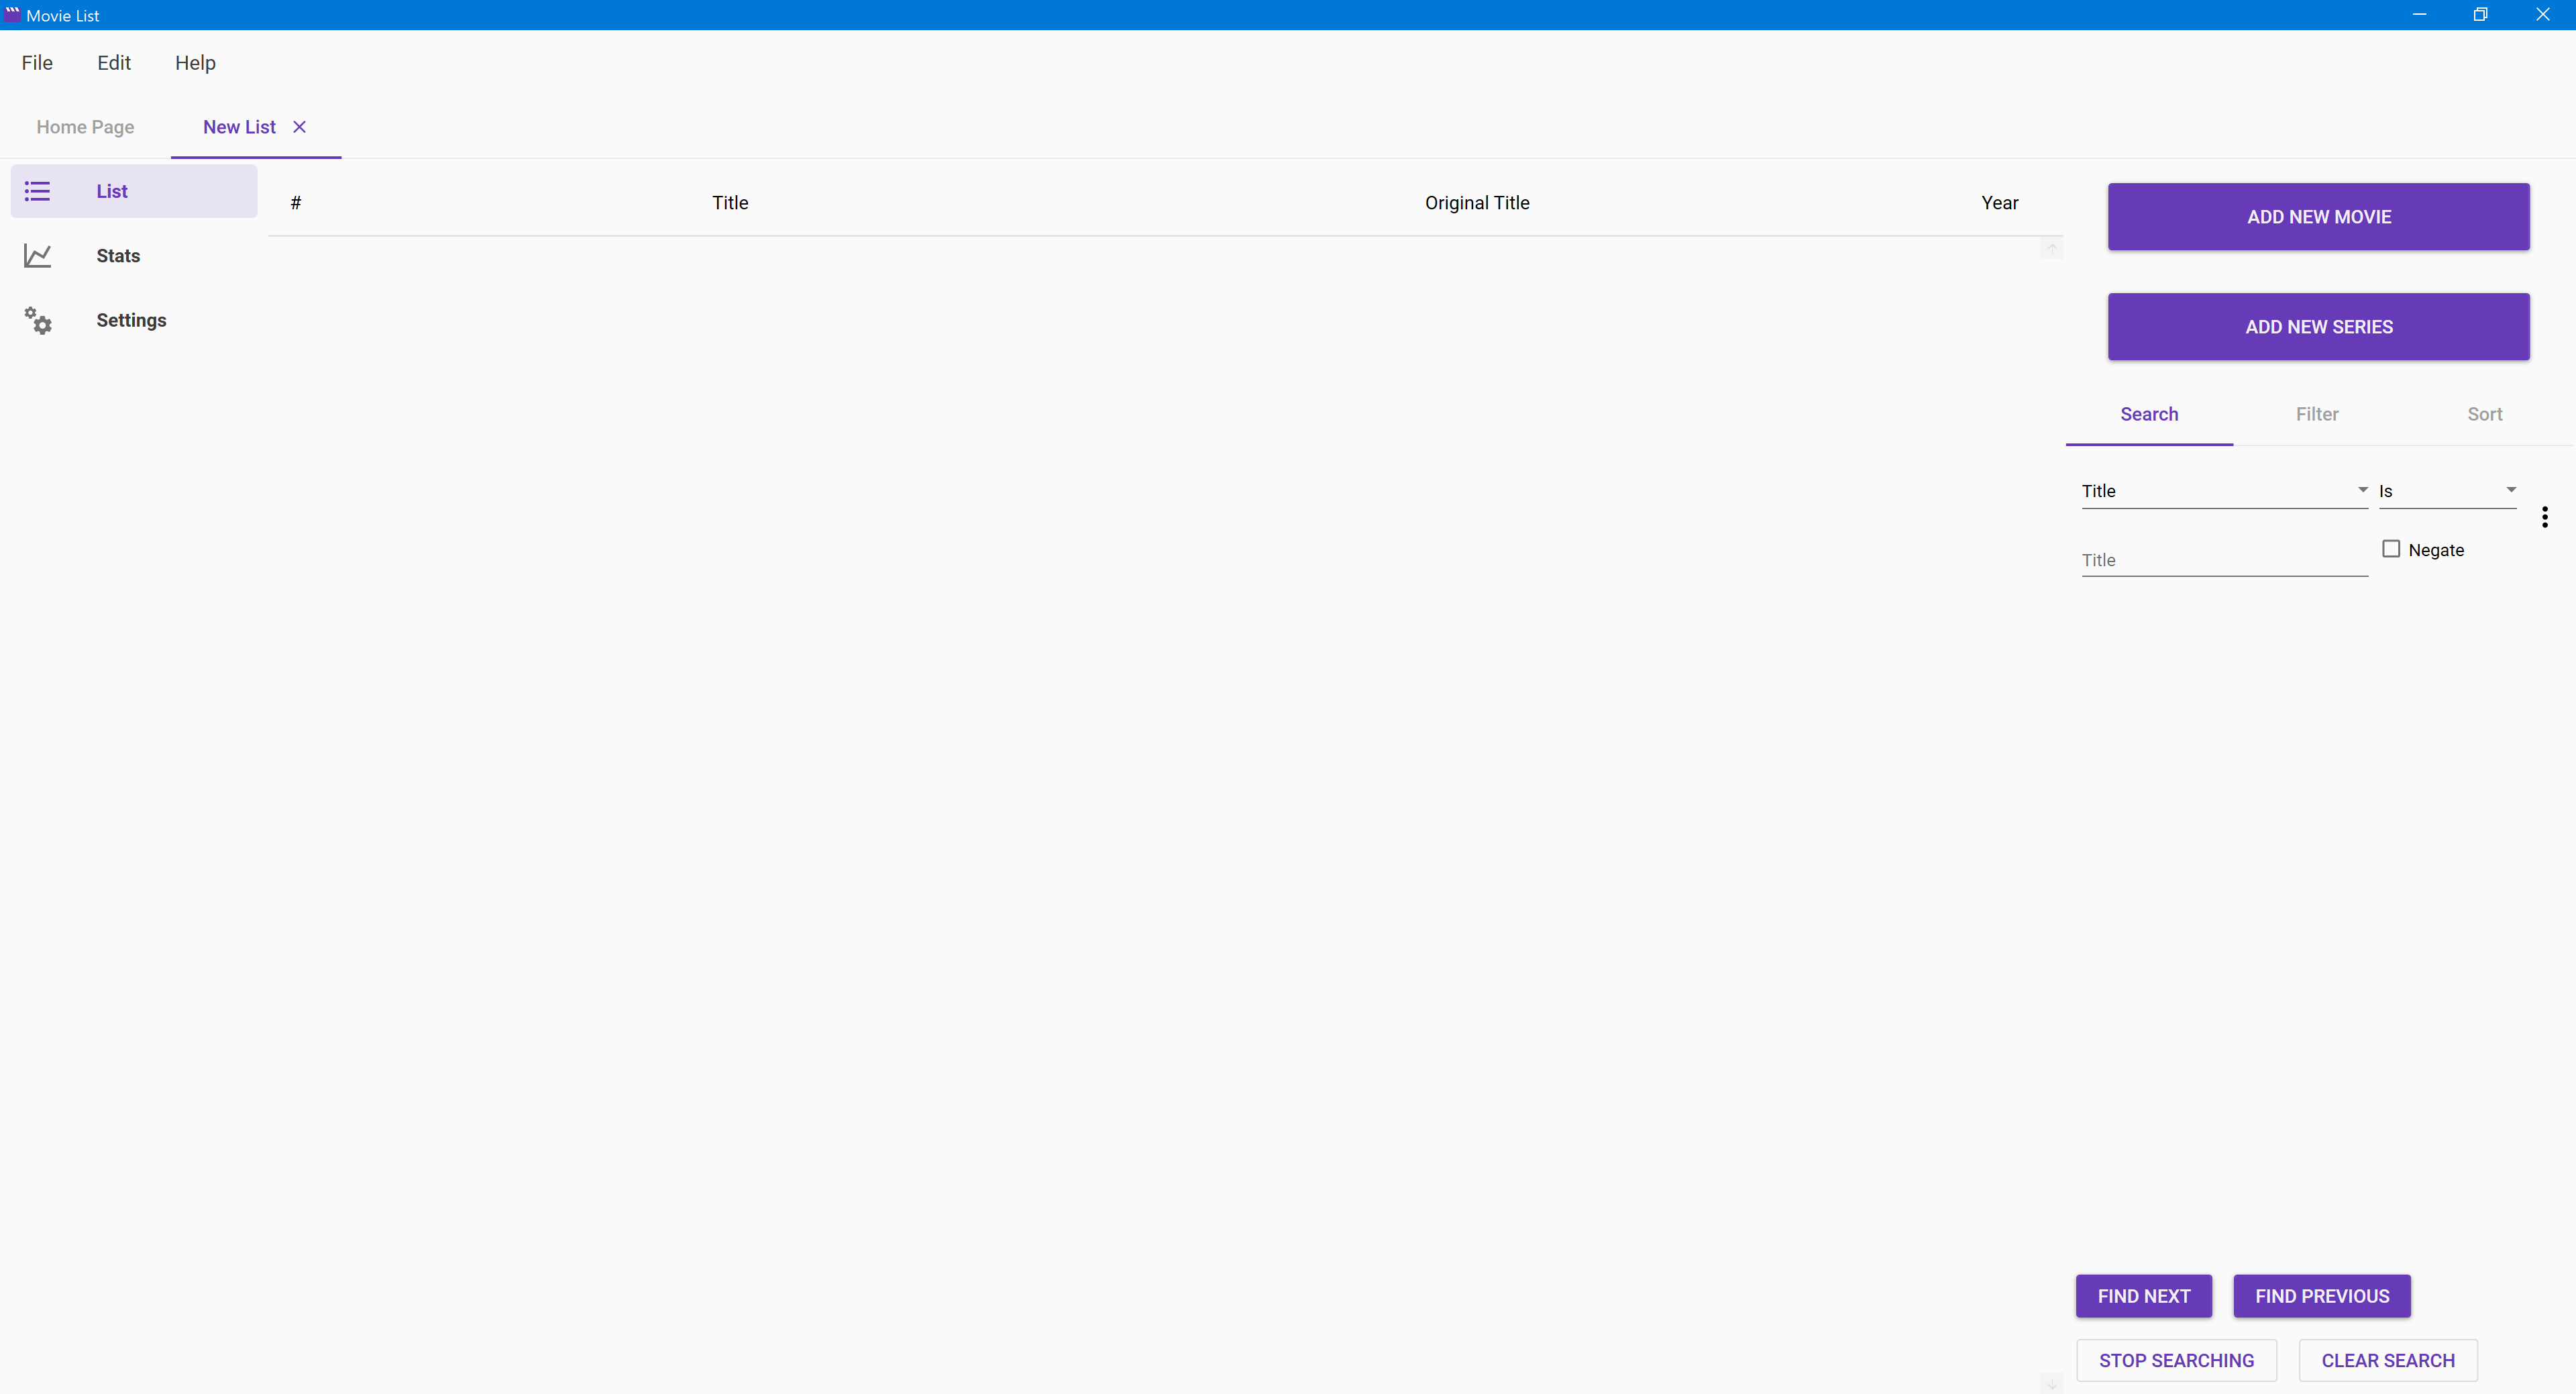 Movie List
File Edit Help
Home Page New List
List
Stats
Settings
# Title Original Title Year
ADD NEW MOVIE
ADD NEW SERIES
Search Filter Sort
Title Is
Title Negate
FIND NEXT FIND PREVIOUS
STOP SEARCHING CLEAR SEARCH